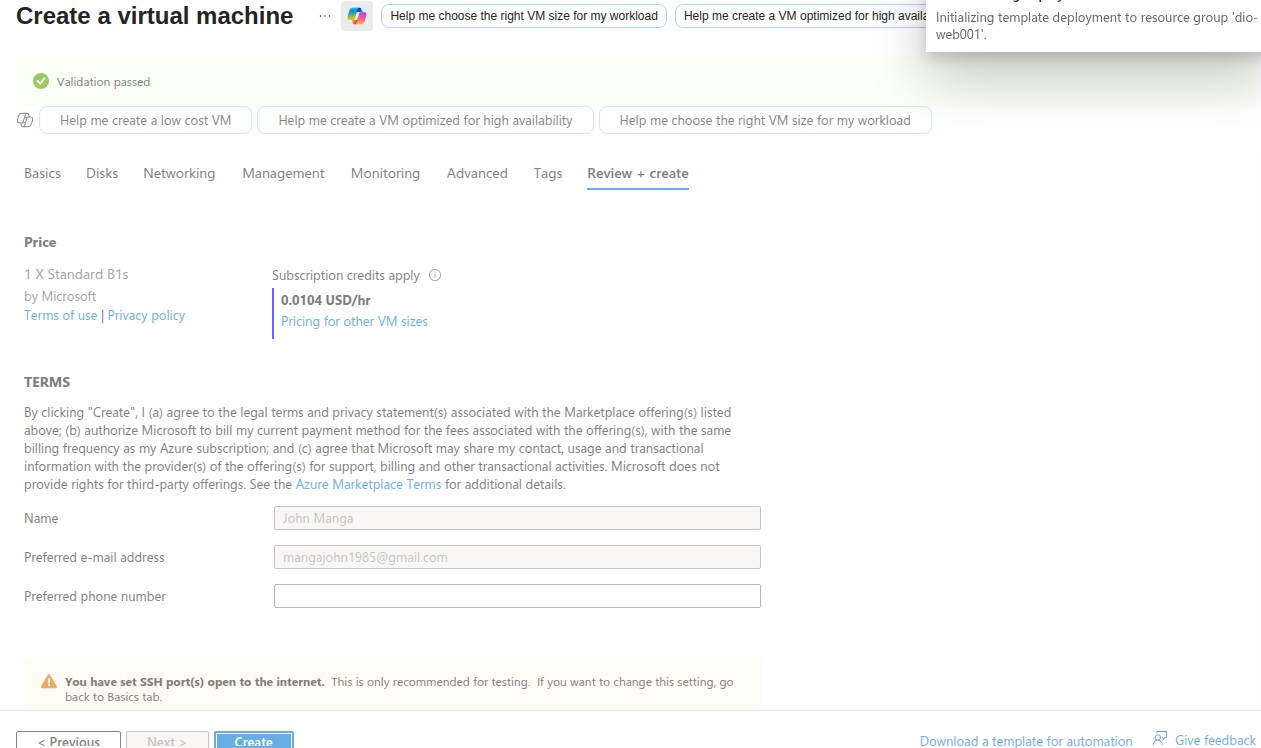 Create a virtual machine
...
Help me choose the right VM size for my workload
Help me create a VM optimized for high
Initializing template deployment to resource group 'dio-
web001'.
Validation passed
Help me create a low cost VM
Help me create a VM optimized for high availability
Help me choose the right VM size for my workload
Basics Disks Networking Management Monitoring Advanced Tags Review + create
Price
1 X Standard B1s
by Microsoft
Terms of use | Privacy policy
Subscription credits apply
0.0104 USD/hr
Pricing for other VM sizes
TERMS
By clicking "Create", I (a) agree to the legal terms and privacy statement(s) associated with the Marketplace offering(s) listed
above; (b) authorize Microsoft to bill my current payment method for the fees associated with the offering(s), with the same
billing frequency as my Azure subscription; and (c) agree that Microsoft may share my contact, usage and transactional
information with the provider(s) of the offering(s) for support, billing and other transactional activities. Microsoft does not
provide rights for third-party offerings. See the Azure Marketplace Terms for additional details.
Name John Manga
Preferred e-mail address mangajohn1985@gmail.com
Preferred phone number
You have set SSH port(s) open to the internet. This is only recommended for testing. If you want to change this setting, go
back to Basics tab.
< Previous Next > Create Download a template for automation Give feedback